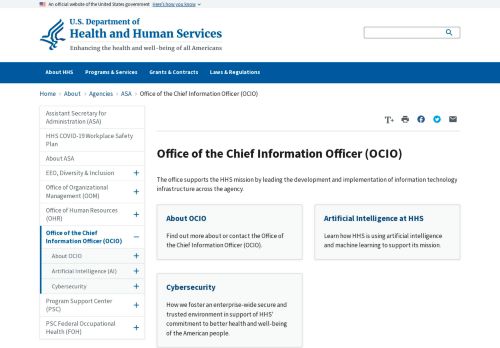 An official website of the United States government Here's how you know
U.S. Department of
Health and Human Services
Enhancing the health and well-being of all Americans
About HHS Programs & Services Grants & Contracts Laws & Regulations
Home > About > Agencies > ASA > Office of the Chief Information Officer (OCIO)
Assistant Secretary for
Administration (ASA)
HHS COVID-19 Workplace Safety
Plan
About ASA
EEO, Diversity & Inclusion
Office of Organizational
Management (OOM)
Office of Human Resources
(OHR)
Office of the Chief
Information Officer (OCIO)
About OCIO
Artificial Intelligence (AI)
Cybersecurity
Program Support Center
(PSC)
PSC Federal Occupational
Health (FOH)
T+
Office of the Chief Information Officer (OCIO)
The office supports the HHS mission by leading the development and implementation of information technology
infrastructure across the agency.
About OCIO
Find out more about or contact the Office of
the Chief Information Officer (OCIO).
Artificial Intelligence at HHS
Learn how HHS is using artificial intelligence
and machine learning to support its mission.
Cybersecurity
How we foster an enterprise-wide secure and
trusted environment in support of HHS'
commitment to better health and well-being
of the American people.